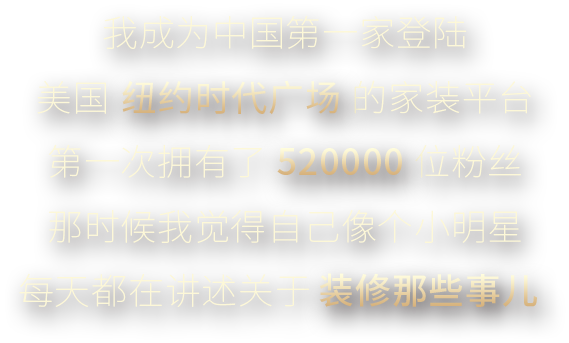 我成为中国第一家登陆
美国 纽约时代广场 的家装平台
第一次拥有了 520000 位粉丝
那时候我觉得自己像个小明星
每天都在讲述关于 装修那些事儿